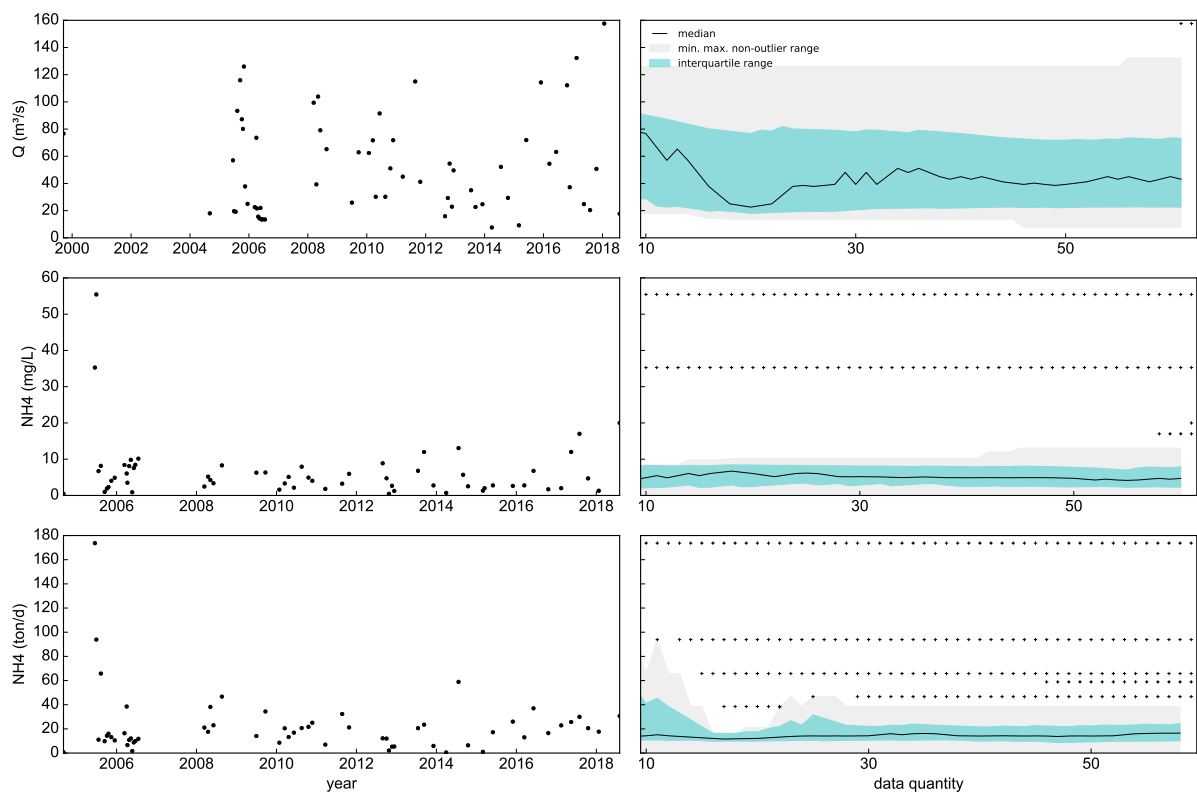 160
140
120
100
80
60
40
20
0
Q (m³/s)
2000 2002 2004 2006 2008 2010 2012 2014 2016 2018
median
min. max. non-outlier range
interquartile range
10 30 50
60
50
40
30
20
10
0
NH4 (mg/L)
2006 2008 2010 2012 2014 2016 2018
10 50
180
160
140
120
100
80
60
40
20
0
NH4 (ton/d)
2006 2008 2010 2012 2014 2016 2018
year
10 30 50
data quantity